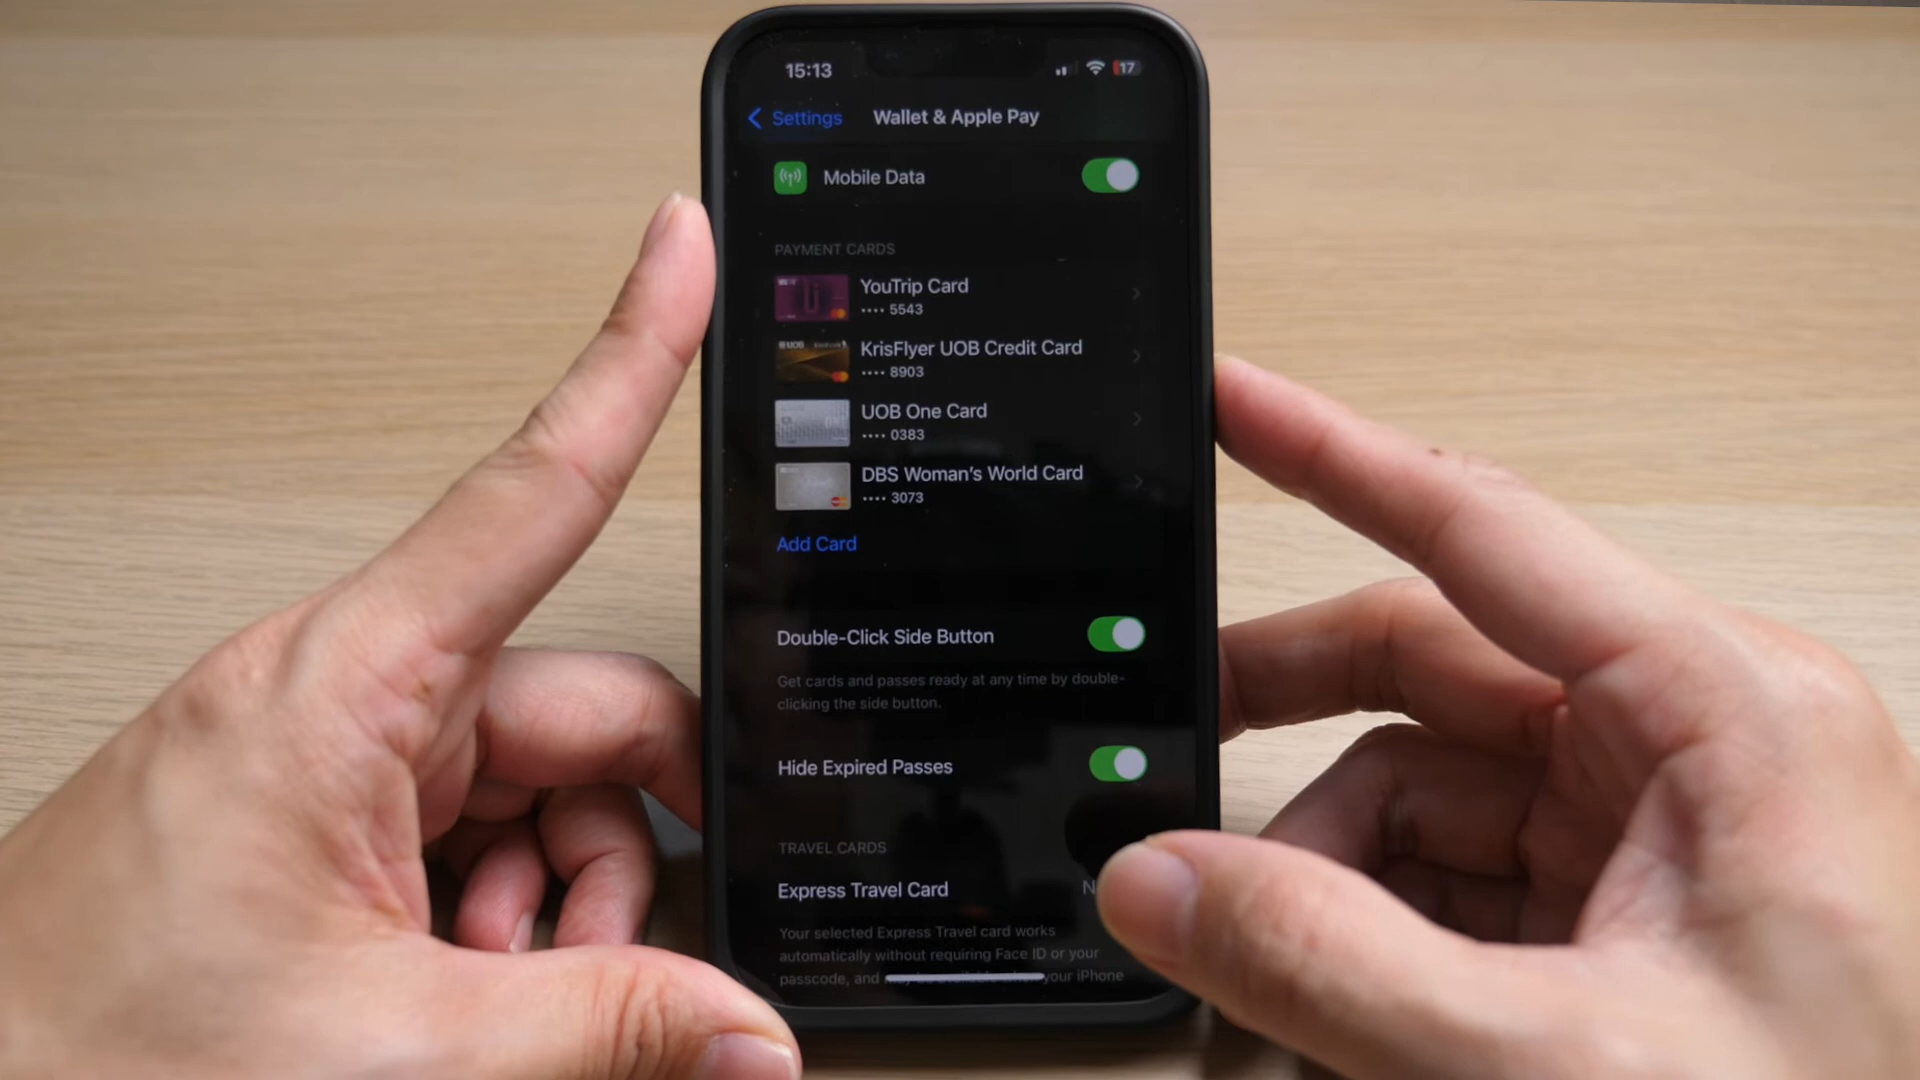 15:13
17
Settings
Wallet & Apple Pay
Mobile Data
PAYMENT CARDS
YouTrip Card
•••• 5543
KrisFlyer UOB Credit Card
•••• 8903
UOB One Card
•••• 0383
DBS Woman's World Card
•••• 3073
Add Card
Double-Click Side Button
Get cards and passes ready at any time by double-
clicking the side button.
Hide Expired Passes
TRAVEL CARDS
Express Travel Card
Your selected Express Travel card works
automatically without requiring Face ID or your
passcode, and your iPhone